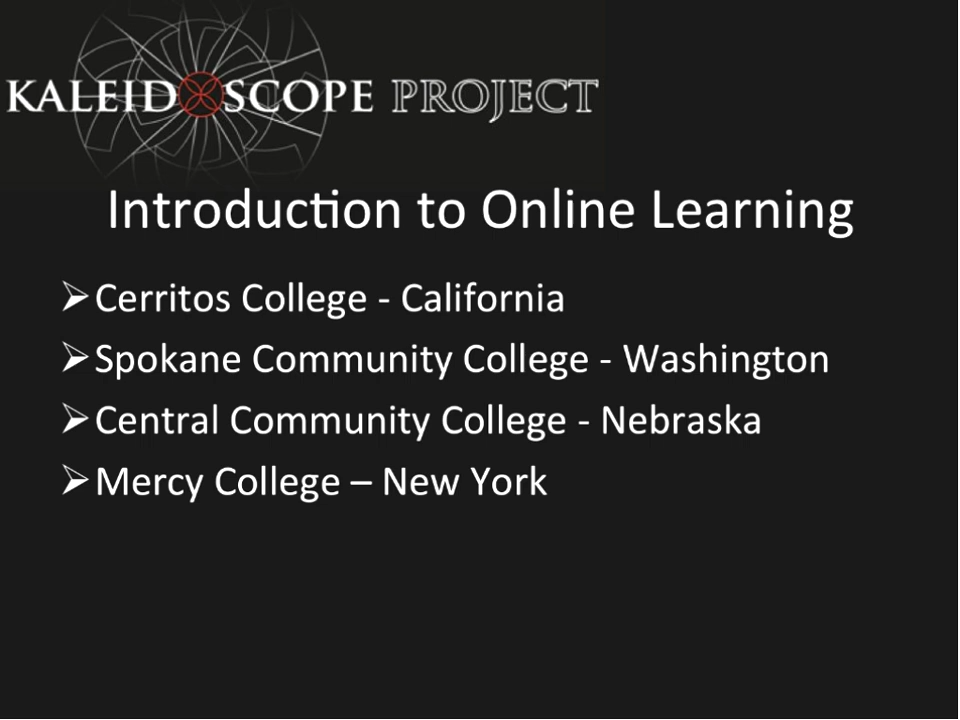 KALEIDOSCOPE PROJECT
Introduction to Online Learning
➢Cerritos College - California
➢Spokane Community College - Washington
➢Central Community College - Nebraska
➢Mercy College – New York